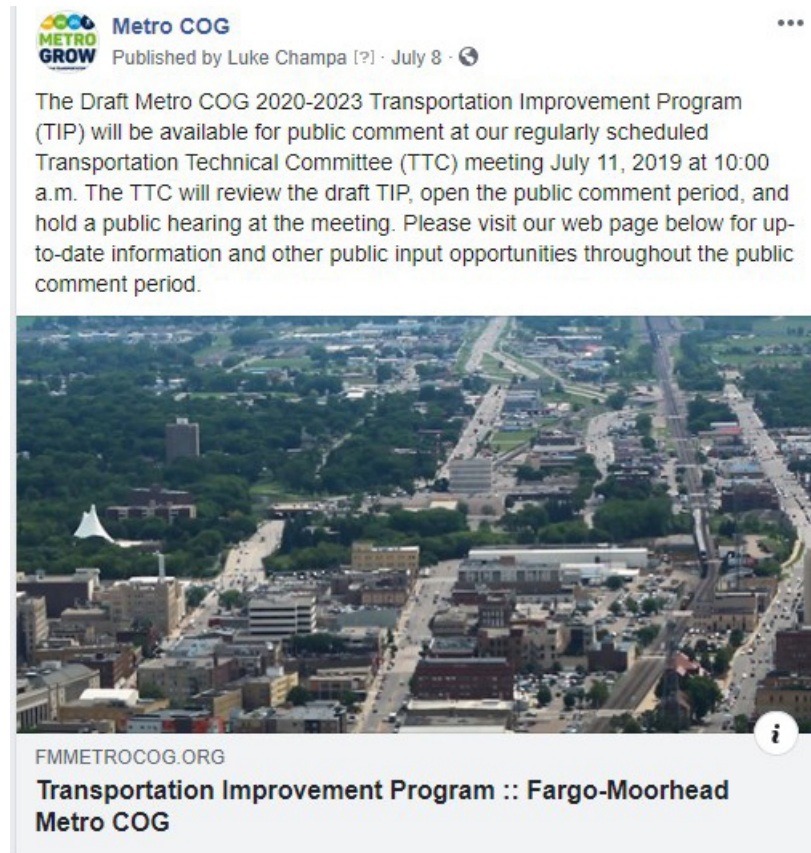 METRO
GROW
Metro COG
Published by Luke Champa [?] · July 8 ·
The Draft Metro COG 2020-2023 Transportation Improvement Program
(TIP) will be available for public comment at our regularly scheduled
Transportation Technical Committee (TTC) meeting July 11, 2019 at 10:00
a.m. The TTC will review the draft TIP, open the public comment period, and
hold a public hearing at the meeting. Please visit our web page below for up-
to-date information and other public input opportunities throughout the public
comment period.
i
FMMETROCOG.ORG
Transportation Improvement Program :: Fargo-Moorhead
Metro COG